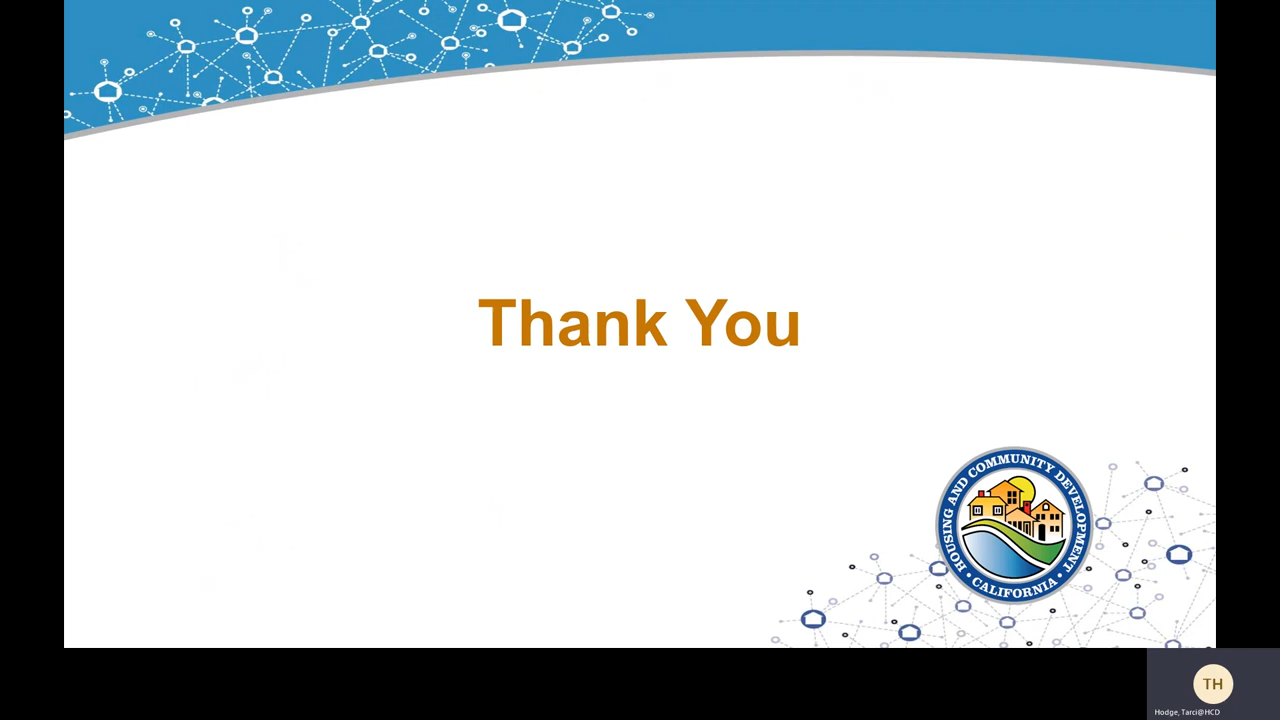 Thank You
HOUSING AND COMMUNITY DEVELOPMENT
• CALIFORNIA •
TH
Hodge, Tarci@HCD